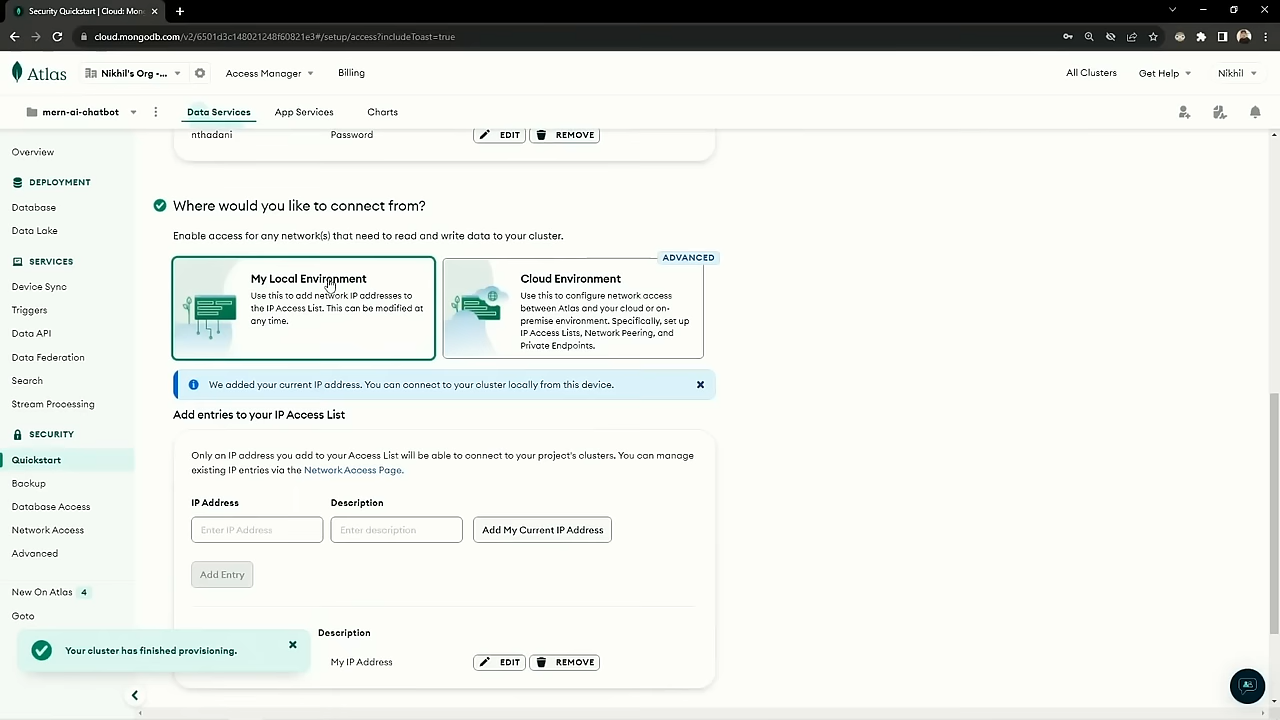 Security Quickstart | Cloud: Mon
cloud.mongodb.com/v2/6501d3c148021248f60821e3#/setup/access?includeToast=true
Atlas
Nikhil's Org -...
Access Manager
Billing
All Clusters
Get Help
Nikhil
mern-ai-chatbot
Data Services
App Services
Charts
nthadani
Password
EDIT
REMOVE
Overview
DEPLOYMENT
Database
Data Lake
SERVICES
Device Sync
Triggers
Data API
Data Federation
Search
Stream Processing
SECURITY
Quickstart
Backup
Database Access
Network Access
Advanced
New On Atlas 4
Goto
Where would you like to connect from?
Enable access for any network(s) that need to read and write data to your cluster.
My Local Environment
Use this to add network IP addresses to
the IP Access List. This can be modified at
any time.
ADVANCED
Cloud Environment
Use this to configure network access
between Atlas and your cloud or on-
premise environment. Specifically, set up
IP Access Lists, Network Peering, and
Private Endpoints.
We added your current IP address. You can connect to your cluster locally from this device.
Add entries to your IP Access List
Only an IP address you add to your Access List will be able to connect to your project's clusters. You can manage
existing IP entries via the Network Access Page.
IP Address
Description
Enter IP Address
Enter description
Add My Current IP Address
Add Entry
Description
My IP Address
EDIT
REMOVE
Your cluster has finished provisioning.